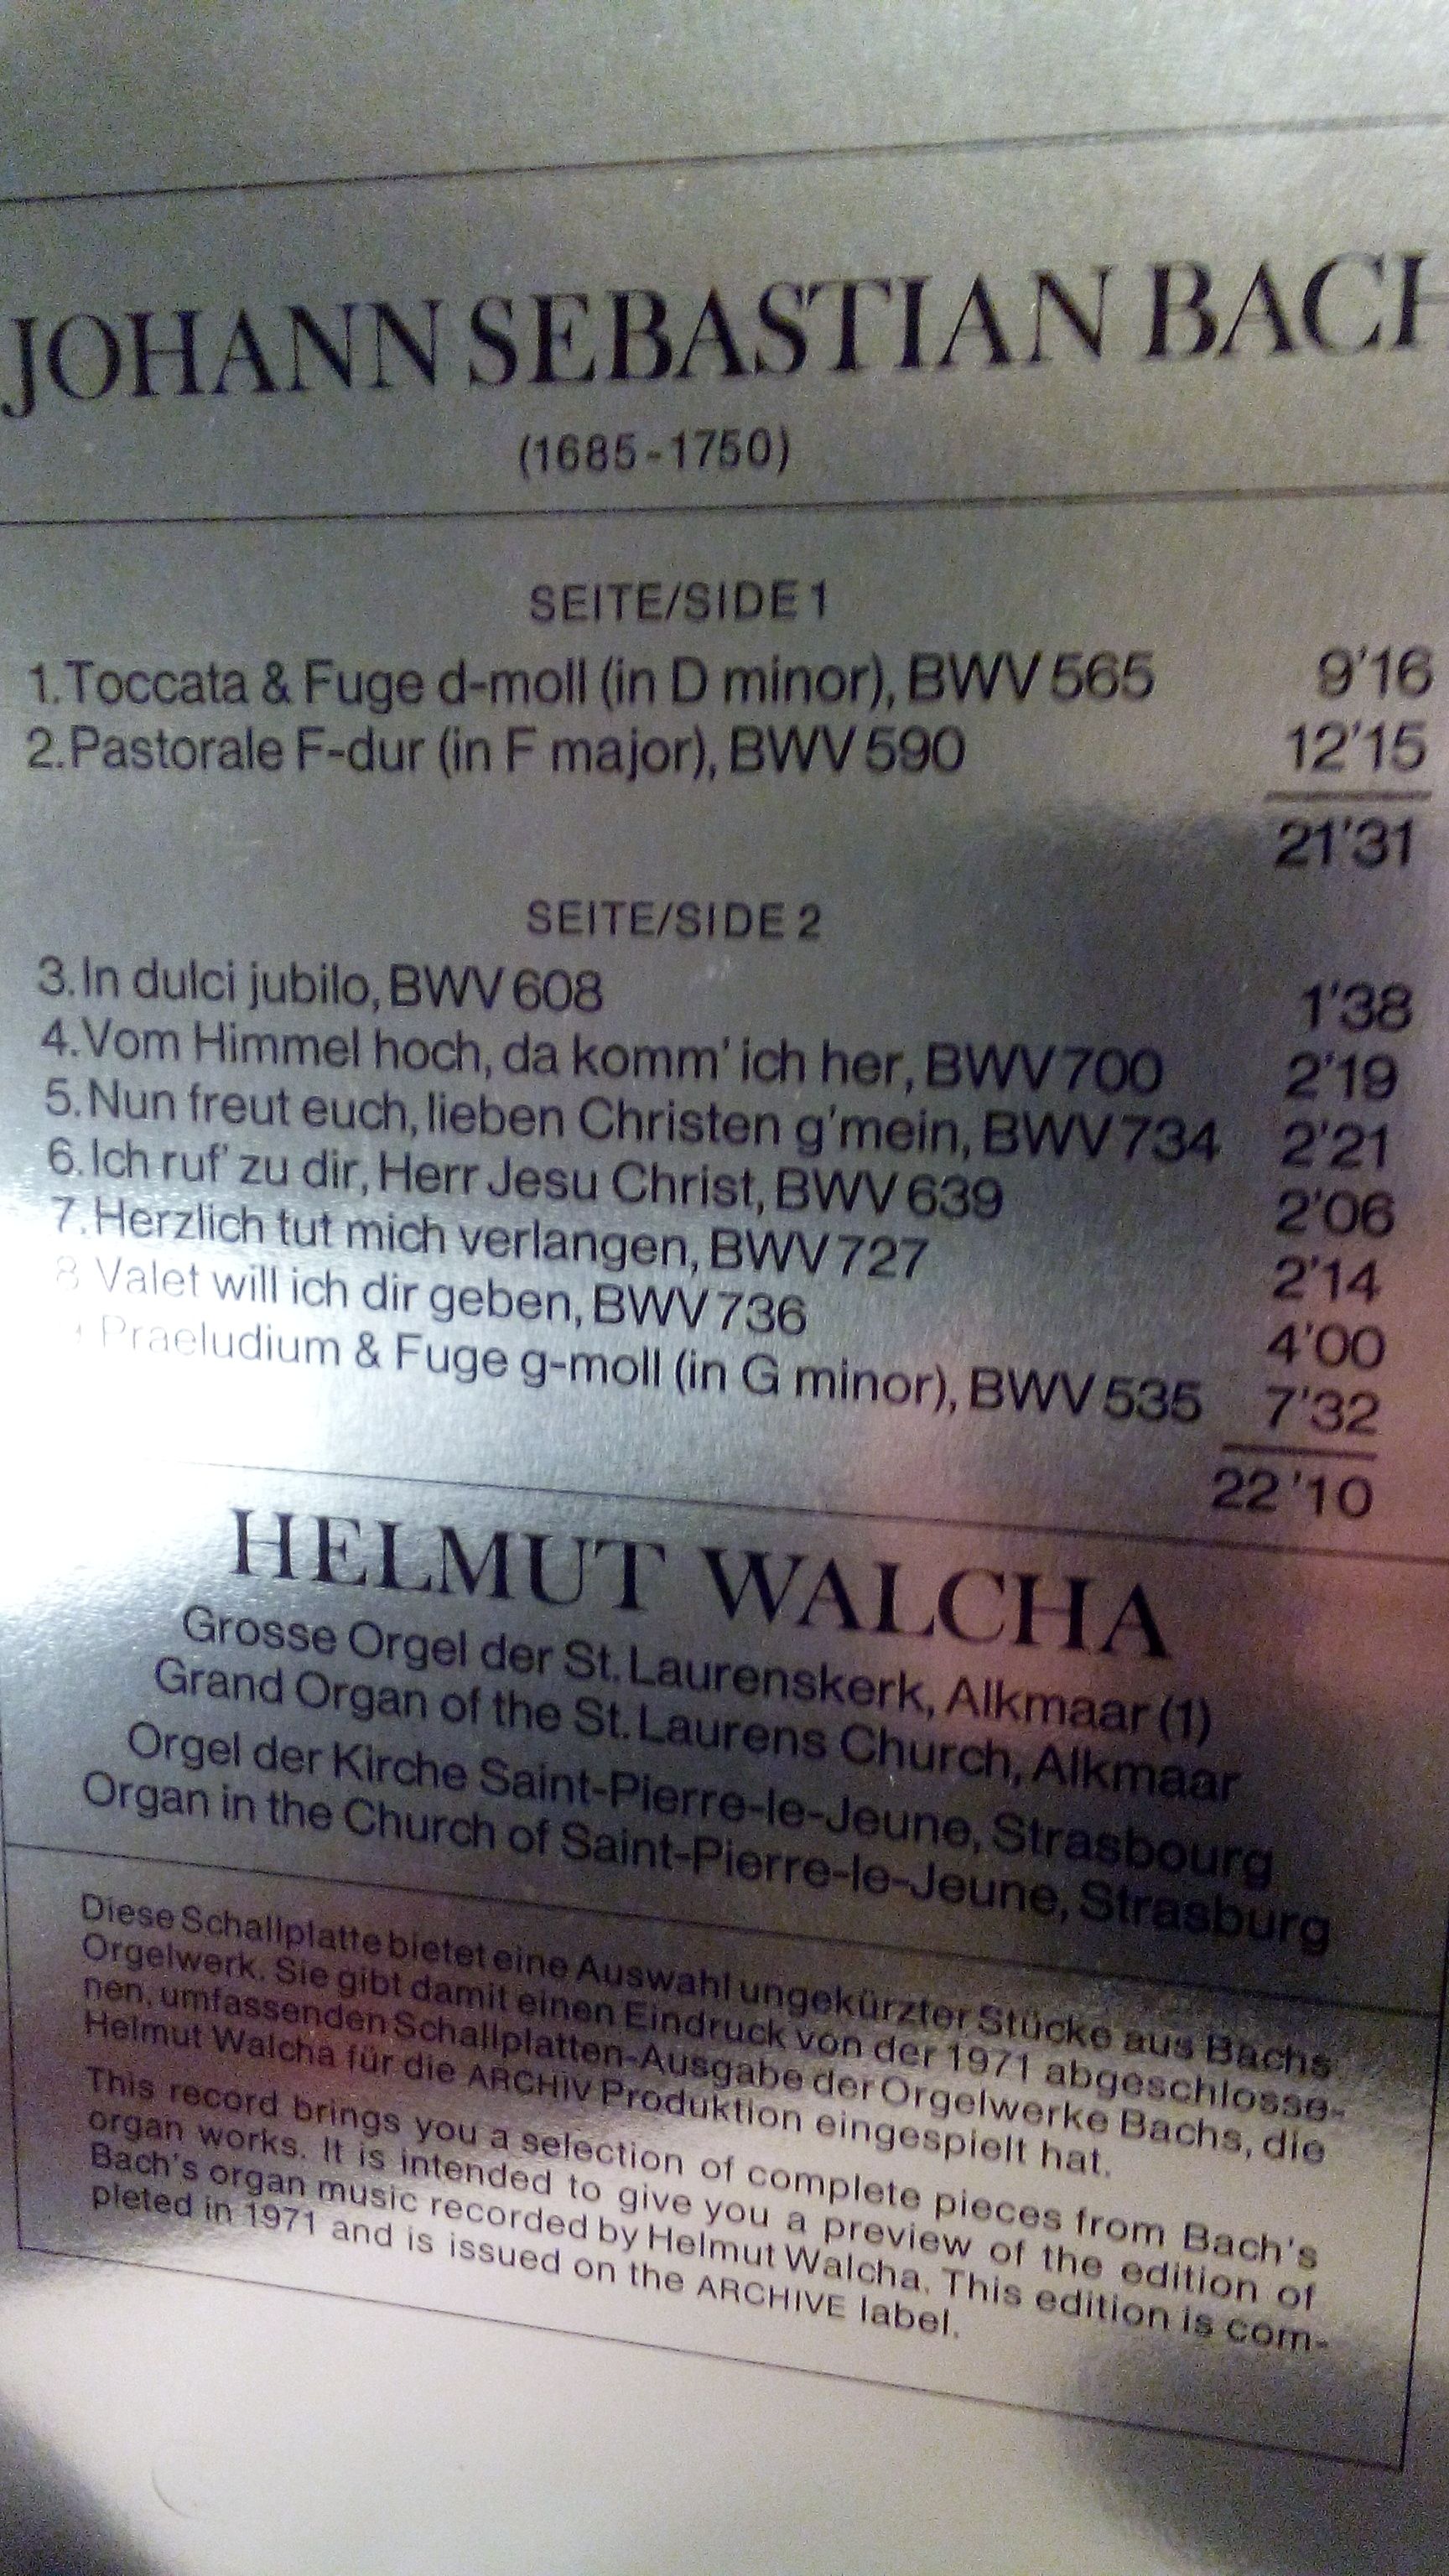 JOHANN SEBASTIAN BACH
(1685-1750)
SEITE/SIDE 1
1. Toccata & Fuge d-moll (in D minor), BWV 565 9'16
2. Pastorale F-dur (in F major), BWV 590 12'15
21'31
SEITE/SIDE 2
3. In dulci jubilo, BWV 608 1'38
4. Vom Himmel hoch, da komm' ich her, BWV 700 2'19
5. Nun freut euch, lieben Christen g'mein, BWV 734 2'21
6. Ich ruf' zu dir, Herr Jesu Christ, BWV 639 2'06
7. Herzlich tut mich verlangen, BWV 727 2'14
8 Valet will ich dir geben, BWV 736 4'00
Praeludium & Fuge g-moll (in G minor), BWV 535 7'32
22'10
HELMUT WALCHA
Grosse Orgel der St. Laurenskerk, Alkmaar (1)
Grand Organ of the St. Laurens Church, Alkmaar
Orgel der Kirche Saint-Pierre-le-Jeune, Strasbourg
Organ in the Church of Saint-Pierre-le-Jeune, Strasburg
Diese Schallplatte bietet eine Auswahl ungekürzter Stücke aus Bachs
Orgelwerk. Sie gibt damit einen Eindruck von der 1971 abgeschlosse-
nen, umfassenden Schallplatten-Ausgabe der Orgelwerke Bachs, die
Helmut Walcha für die ARCHIV Produktion eingespielt hat.
This record brings you a selection of complete pieces from Bach's
organ works. It is intended to give you a preview of the edition of
Bach's organ music recorded by Helmut Walcha. This edition is com-
pleted in 1971 and is issued on the ARCHIVE label.